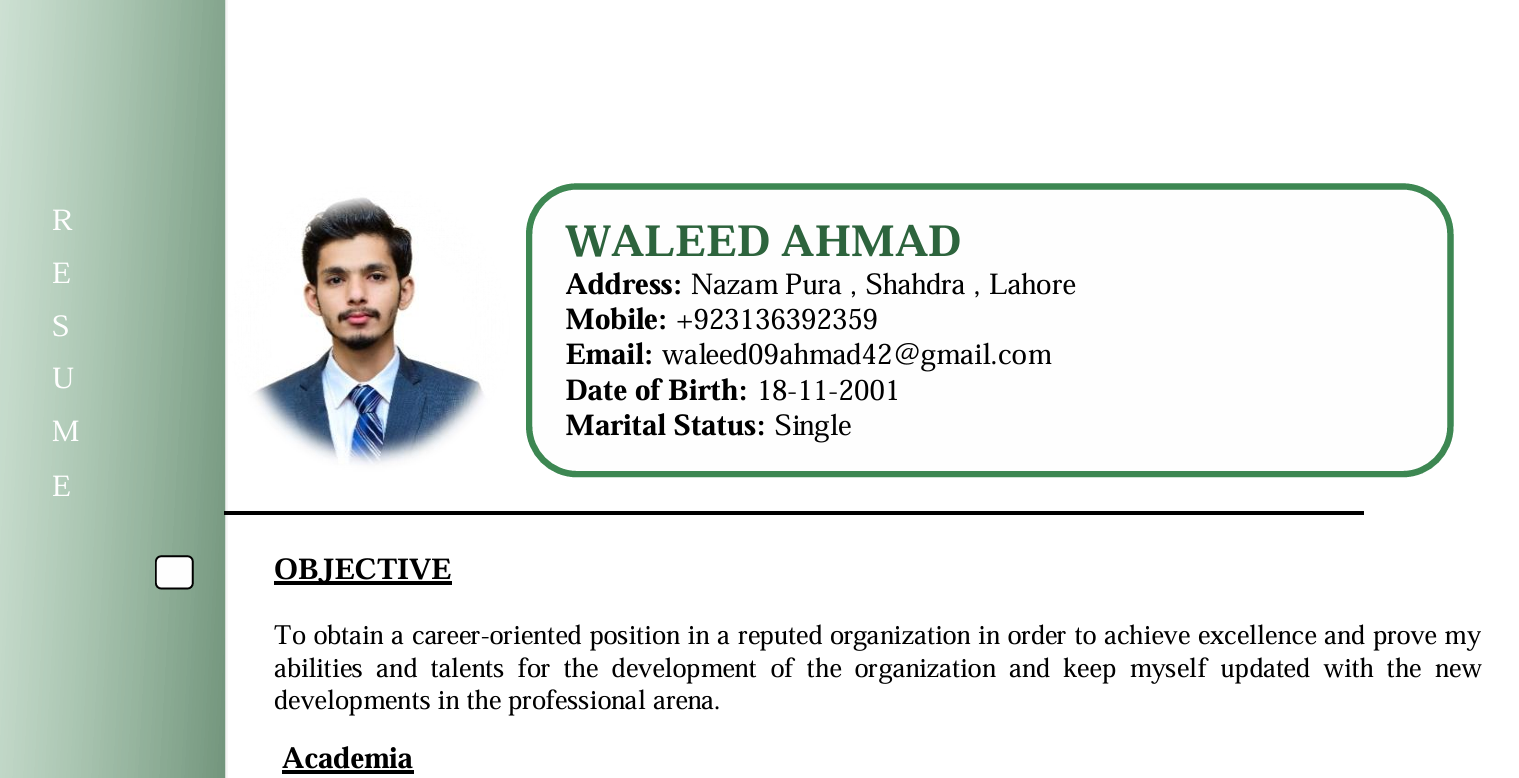 R
E
S
U
M
E
WALEED AHMAD
Address: Nazam Pura , Shahdra , Lahore
Mobile: +923136392359
Email: waleed09ahmad42@gmail.com
Date of Birth: 18-11-2001
Marital Status: Single
OBJECTIVE
To obtain a career-oriented position in a reputed organization in order to achieve excellence and prove my
abilities and talents for the development of the organization and keep myself updated with the new
developments in the professional arena.
Academia